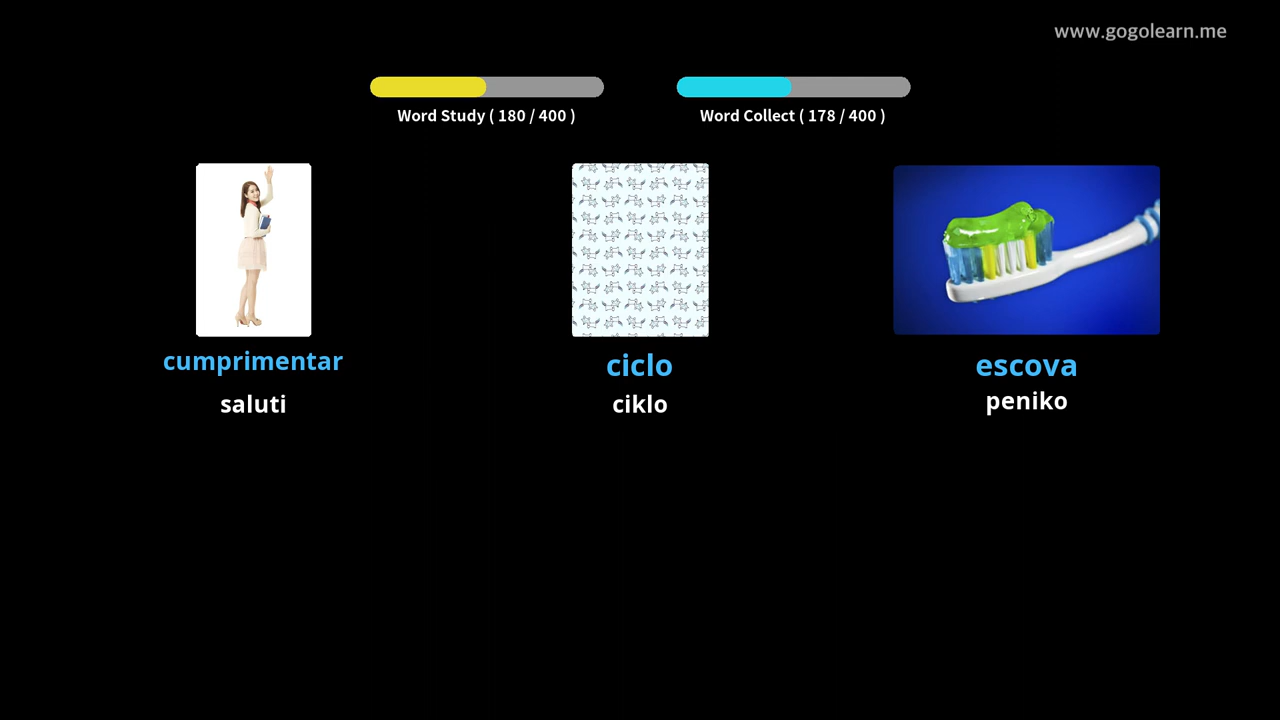 www.gogolearn.me
Word Study ( 180 / 400 )
Word Collect ( 178 / 400 )
cumprimentar
saluti
ciclo
ciklo
escova
peniko